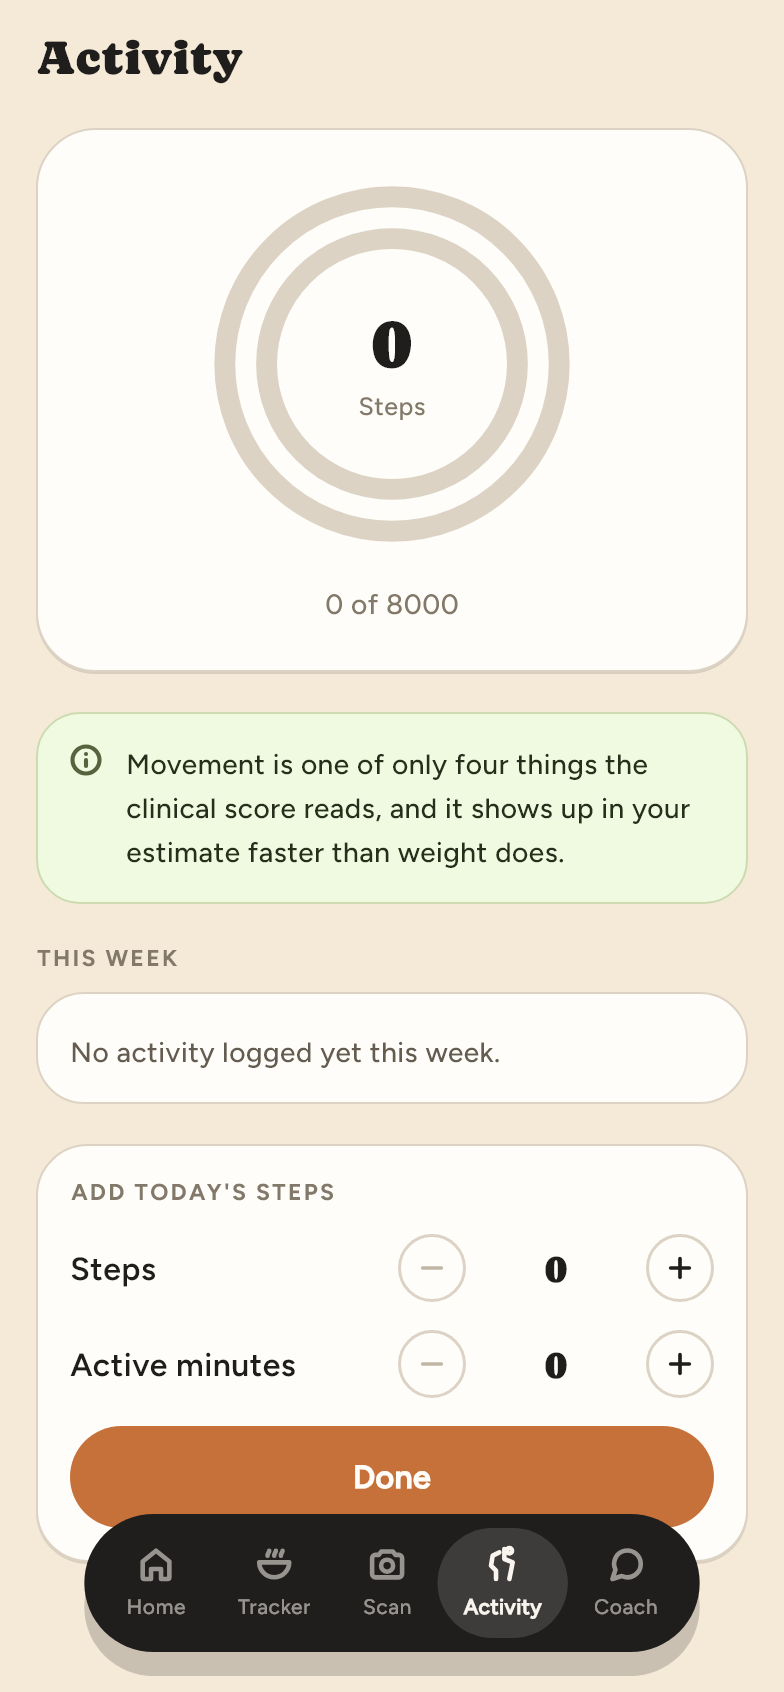 Activity
0
Steps
0 of 8000
Movement is one of only four things the
clinical score reads, and it shows up in your
estimate faster than weight does.
THIS WEEK
No activity logged yet this week.
ADD TODAY'S STEPS
Steps − 0 +
Active minutes − 0 +
Done
Home Tracker Scan Activity Coach